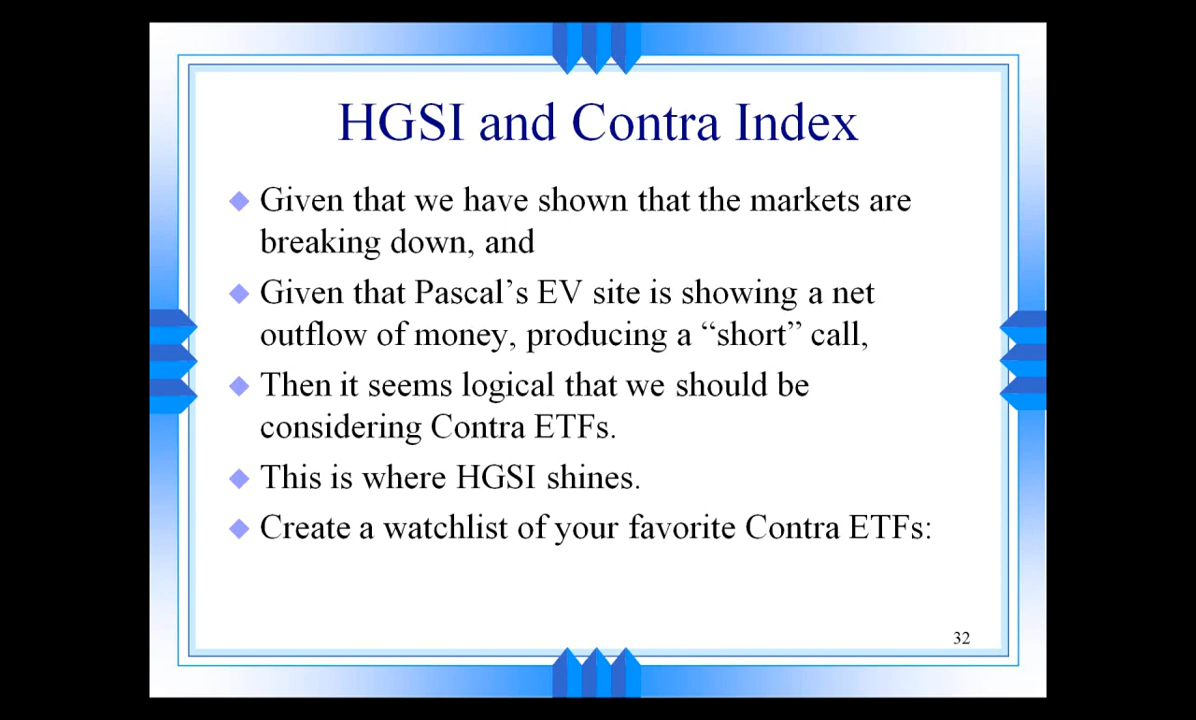 HGSI and Contra Index
Given that we have shown that the markets are
breaking down, and
Given that Pascal’s EV site is showing a net
outflow of money, producing a “short” call,
Then it seems logical that we should be
considering Contra ETFs.
This is where HGSI shines.
Create a watchlist of your favorite Contra ETFs:
32